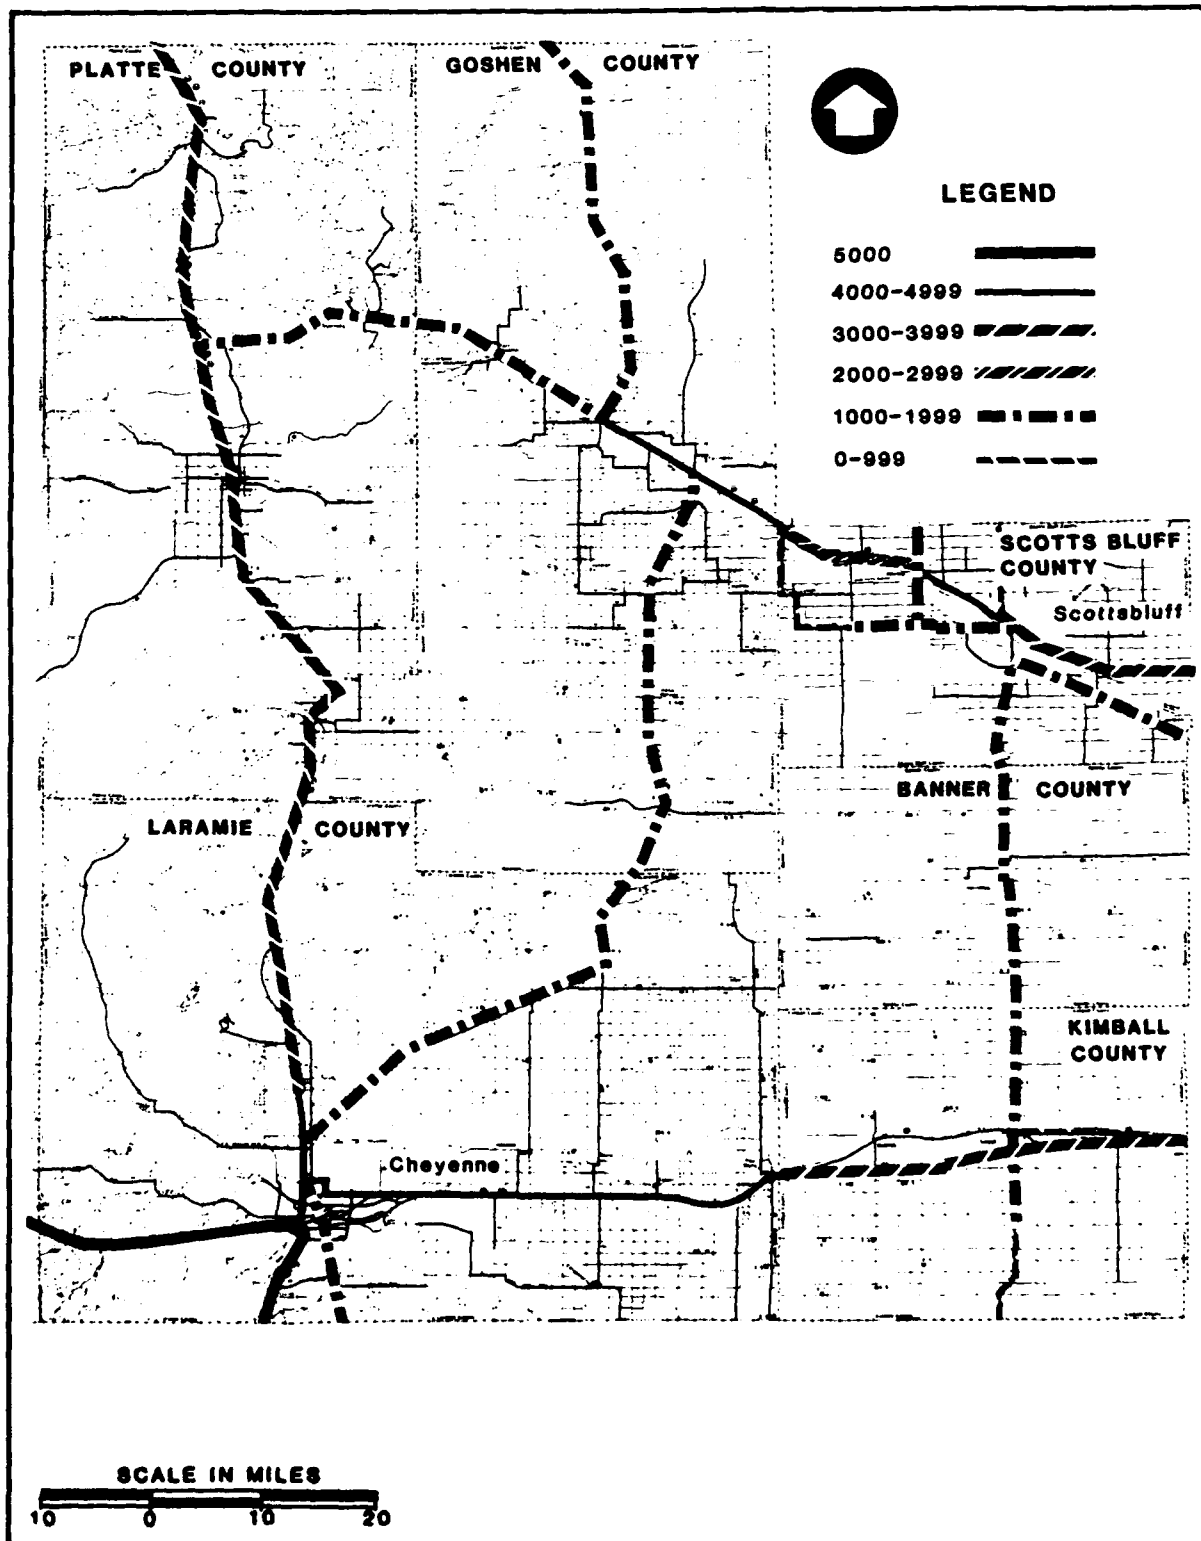 PLATTE COUNTY
GOSHEN COUNTY
LEGEND
5000
4000-4999
3000-3999
2000-2999
1000-1999
0-999
SCOTTS BLUFF
COUNTY
Scottsbluff
BANNER COUNTY
LARAMIE COUNTY
KIMBALL
COUNTY
Cheyenne
SCALE IN MILES
10 0 10 20